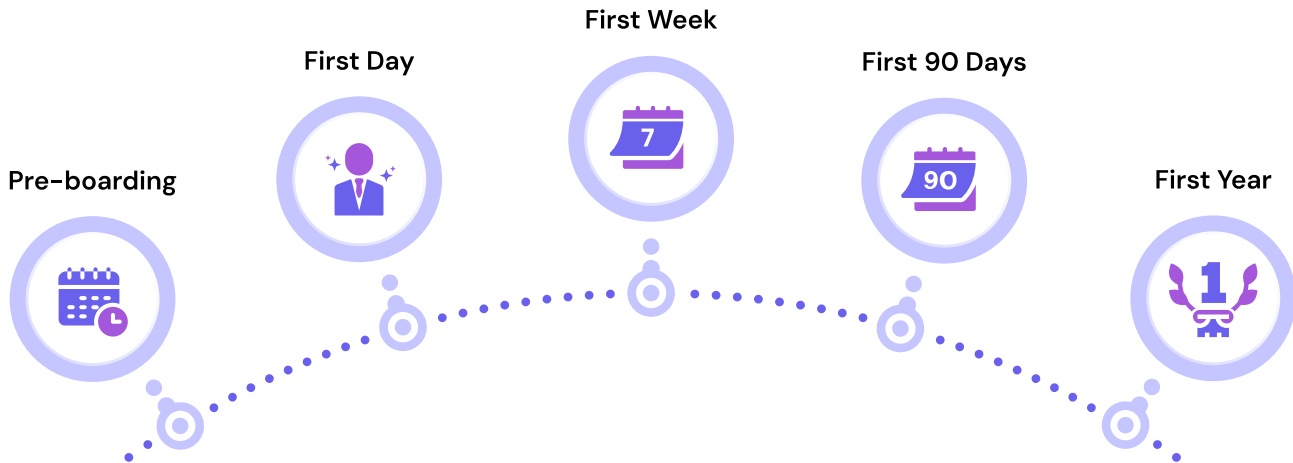 Pre-boarding
First Day
First Week
7
First 90 Days
90
First Year
1